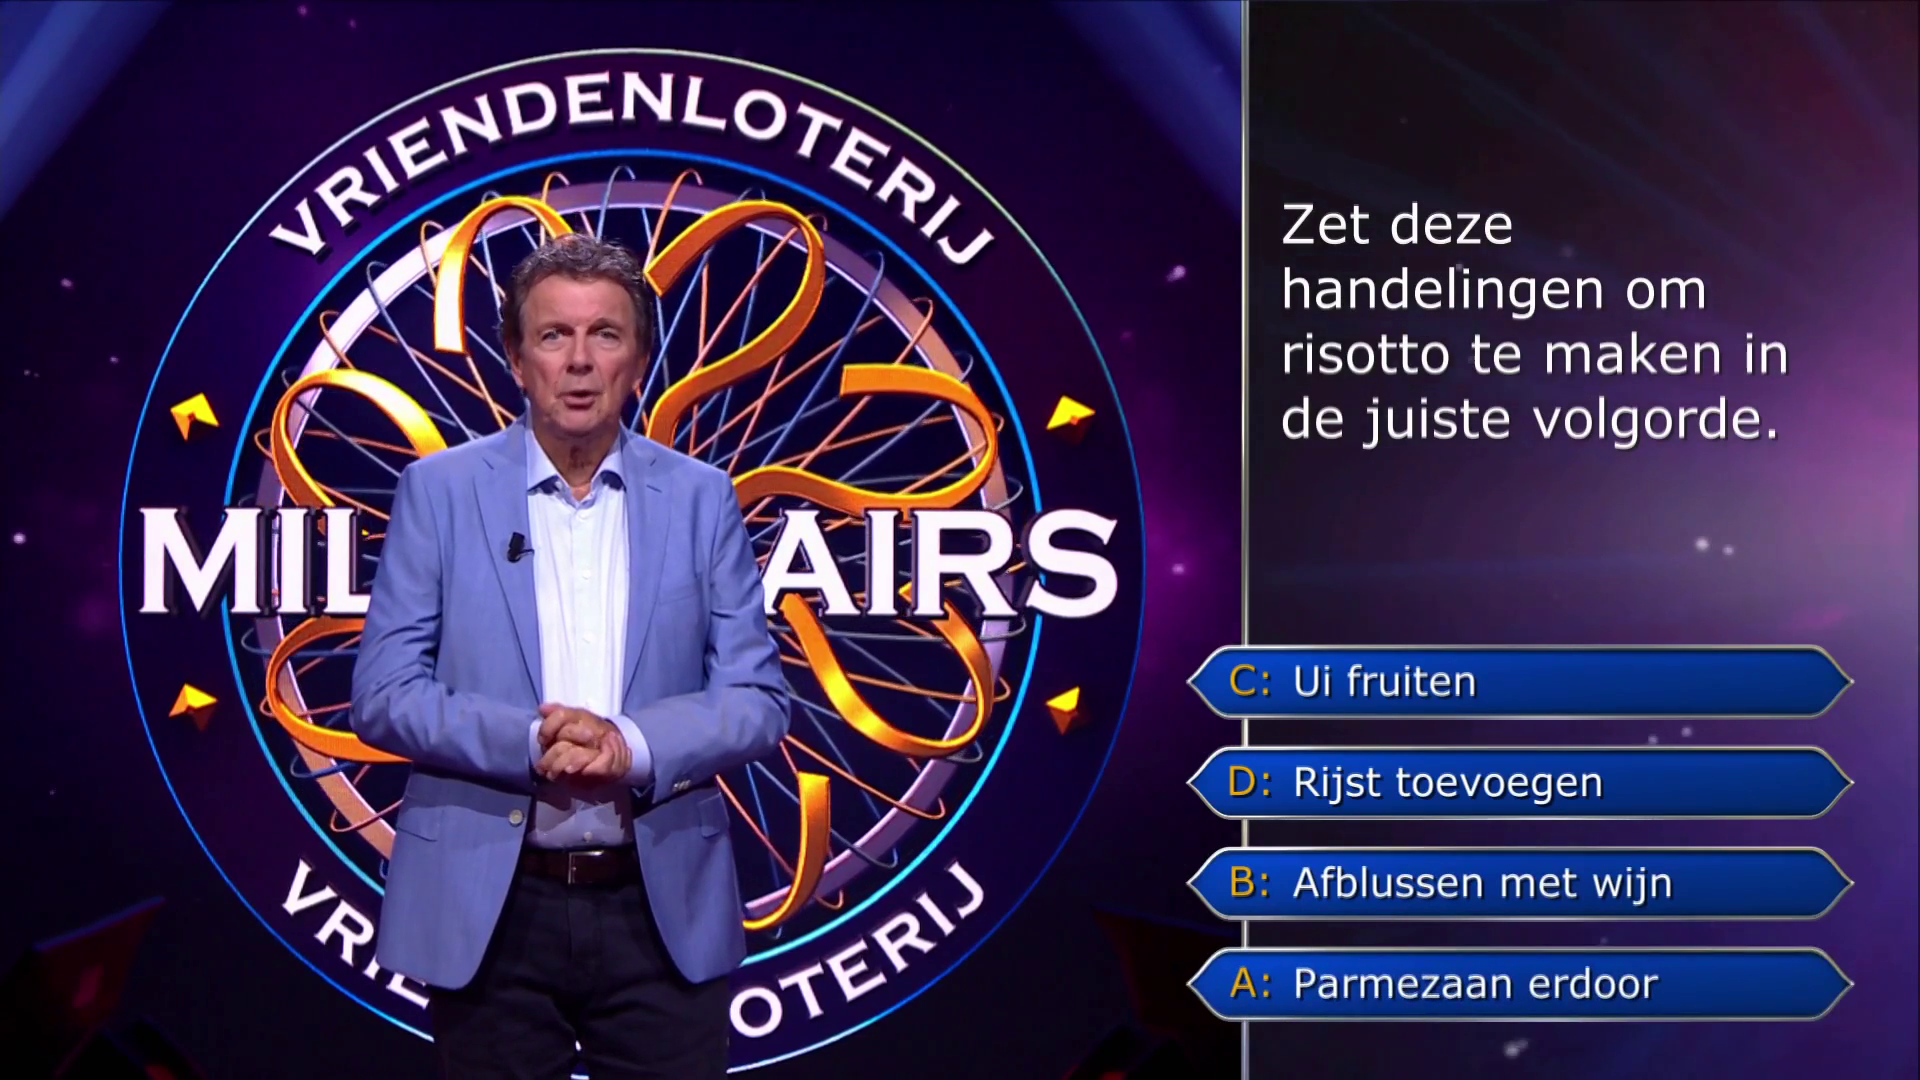 VRIENDENLOTERIJ
MIL AIRS
VRIE OTERIJ
Zet deze
handelingen om
risotto te maken in
de juiste volgorde.
C: Ui fruiten
D: Rijst toevoegen
B: Afblussen met wijn
A: Parmezaan erdoor